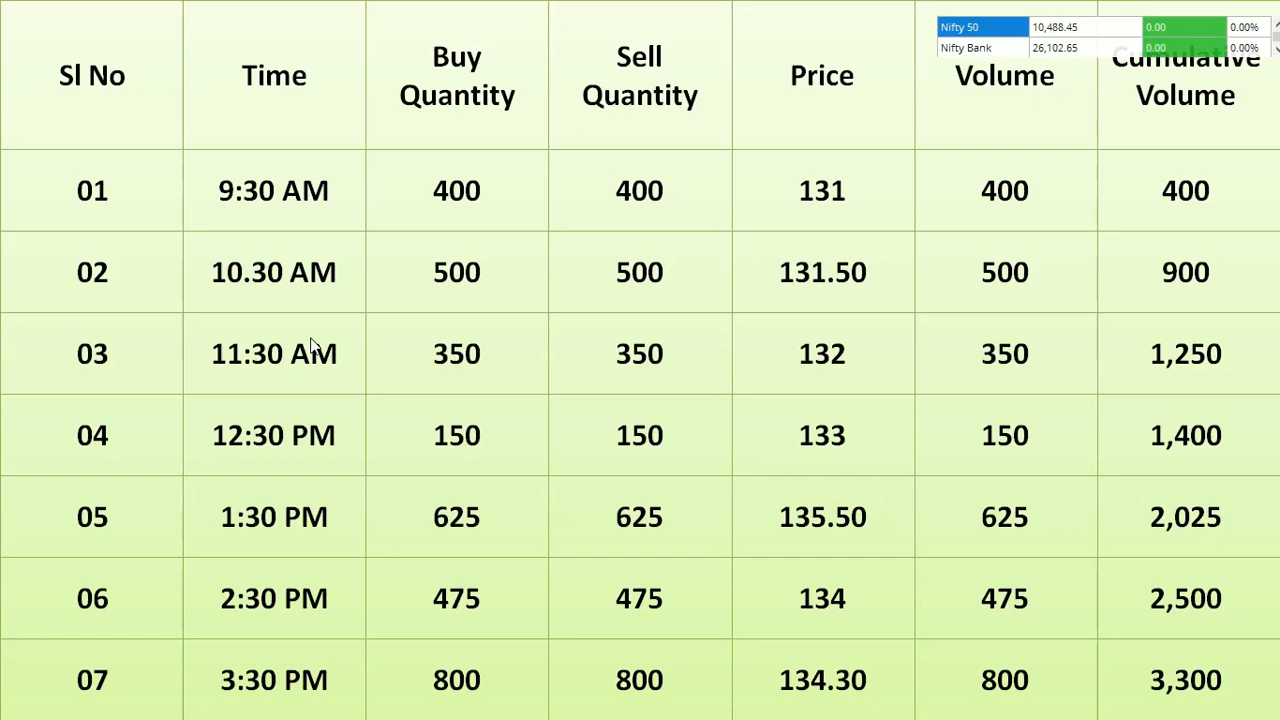 Nifty 50 10,488.45 0.00 0.00%
Nifty Bank 26,102.65 0.00 0.00%
Sl No Time Buy Quantity Sell Quantity Price Volume Cumulative Volume
01 9:30 AM 400 400 131 400 400
02 10.30 AM 500 500 131.50 500 900
03 11:30 AM 350 350 132 350 1,250
04 12:30 PM 150 150 133 150 1,400
05 1:30 PM 625 625 135.50 625 2,025
06 2:30 PM 475 475 134 475 2,500
07 3:30 PM 800 800 134.30 800 3,300